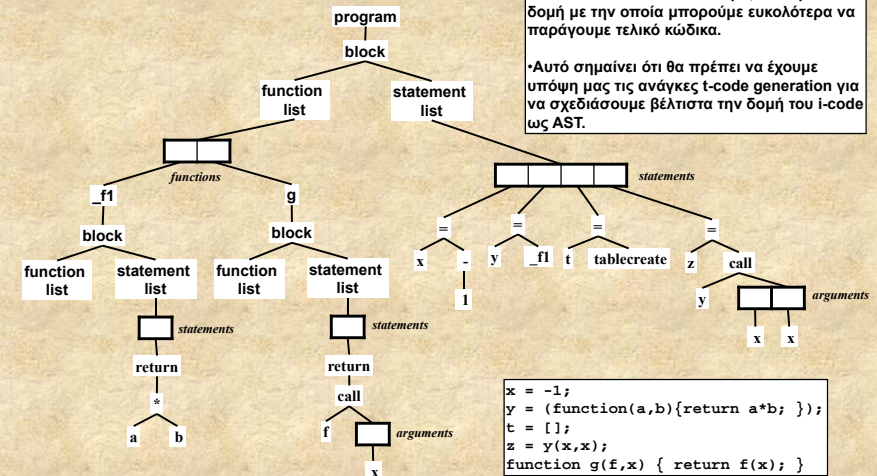 δομή με την οποία μπορούμε ευκολότερα να
παράγουμε τελικό κώδικα.
•Αυτό σημαίνει ότι θα πρέπει να έχουμε
υπόψη μας τις ανάγκες t-code generation για
να σχεδιάσουμε βέλτιστα την δομή του i-code
ως AST.
program
block
function
list
statement
list
functions
statements
_f1
g
block
block
function
list
statement
list
function
list
statement
list
statements
statements
return
return
*
a
b
call
f
arguments
x
=
=
=
=
x
-
1
y
_f1
t
tablecreate
z
call
y
arguments
x
x
x = -1;
y = (function(a,b){return a*b; });
t = [];
z = y(x,x);
function g(f,x) { return f(x); }